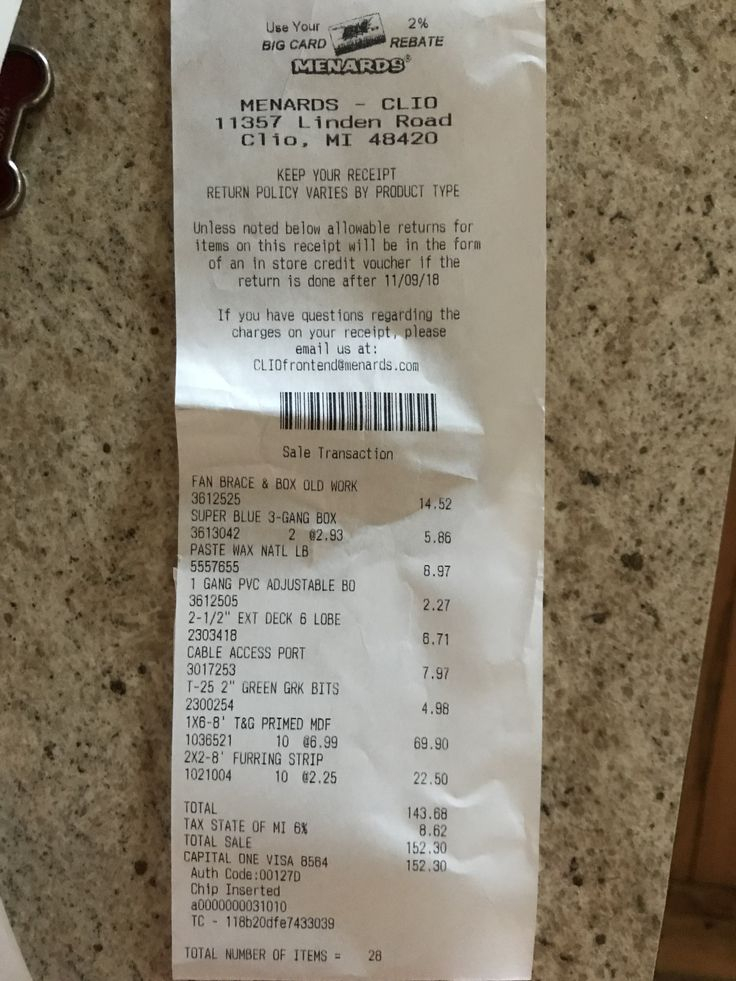 Use Your 2%
BIG CARD REBATE
MENARDS®
MENARDS - CLIO
11357 Linden Road
Clio, MI 48420
KEEP YOUR RECEIPT
RETURN POLICY VARIES BY PRODUCT TYPE
Unless noted below allowable returns for
items on this receipt will be in the form
of an in store credit voucher if the
return is done after 11/09/18
If you have questions regarding the
charges on your receipt, please
email us at:
CLIOfrontend@menards.com
Sale Transaction
FAN BRACE & BOX OLD WORK
3612525 14.52
SUPER BLUE 3-GANG BOX
3613042 2 @2.93 5.86
PASTE WAX NATL LB
5557655 8.97
1 GANG PVC ADJUSTABLE BO
3612505 2.27
2-1/2" EXT DECK 6 LOBE
2303418 6.71
CABLE ACCESS PORT
3017253 7.97
T-25 2" GREEN GRK BITS
2300254 4.98
1X6-8' T&G PRIMED MDF
1036521 10 @6.99 69.90
2X2-8' FURRING STRIP
1021004 10 @2.25 22.50
TOTAL 143.68
TAX STATE OF MI 6% 8.62
TOTAL SALE 152.30
CAPITAL ONE VISA 8564 152.30
Auth Code:00127D
Chip Inserted
a0000000031010
TC - 118b20dfe7433039
TOTAL NUMBER OF ITEMS = 28